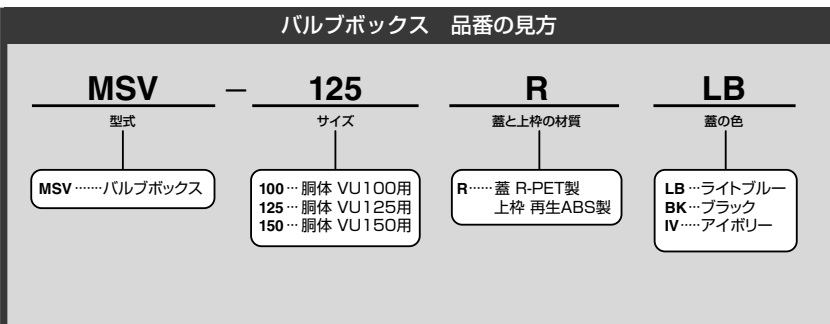 バルブボックス 品番の見方
MSV － 125 R LB
型式 サイズ 蓋と上枠の材質 蓋の色
MSV ……バルブボックス
100 … 胴体 VU100用
125 … 胴体 VU125用
150 … 胴体 VU150用
R……蓋 R-PET製
上枠 再生ABS製
LB …ライトブルー
BK …ブラック
IV ……アイボリー